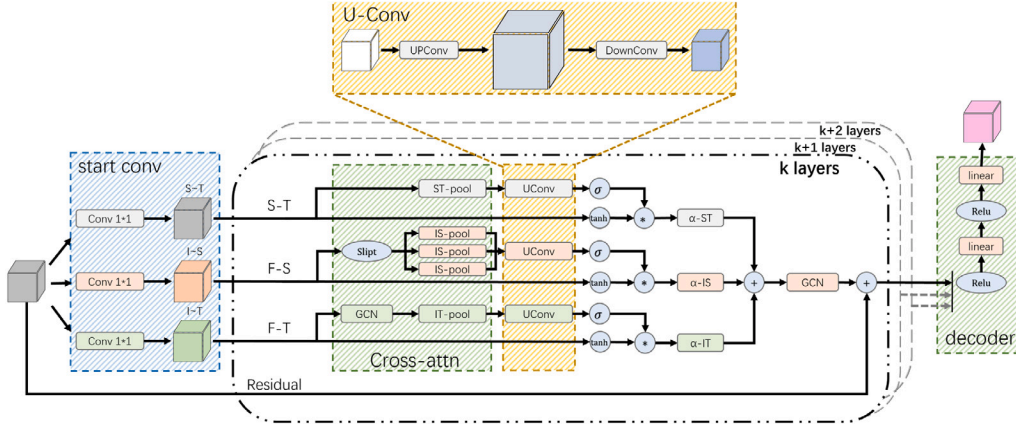 U-Conv
UPConv
DownConv
k+2 layers
k+1 layers
k layers
start conv
S-T
Conv 1*1
I~S
Conv 1*1
I~T
Conv 1*1
S-T
ST-pool
UConv
σ
tanh
*
α-ST
F-S
Slipt
IS-pool
IS-pool
IS-pool
UConv
σ
tanh
*
α-IS
+
GCN
+
F-T
GCN
IT-pool
UConv
σ
tanh
*
α-IT
Cross-attn
Residual
linear
Relu
linear
Relu
decoder